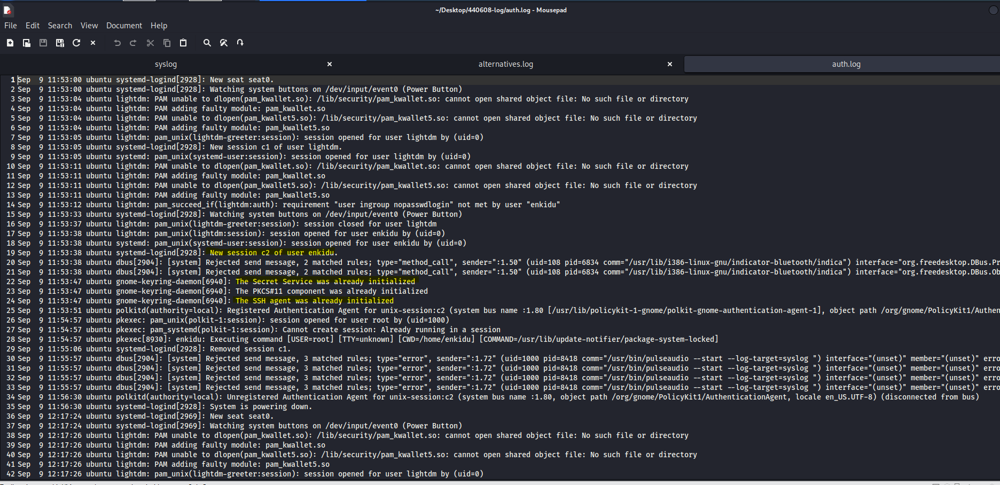 ~/Desktop/440608-log/auth.log - Mousepad
File Edit Search View Document Help
syslog alternatives.log auth.log
1 Sep  9 11:53:00 ubuntu systemd-logind[2928]: New seat seat0.
2 Sep  9 11:53:00 ubuntu systemd-logind[2928]: Watching system buttons on /dev/input/event0 (Power Button)
3 Sep  9 11:53:04 ubuntu lightdm: PAM unable to dlopen(pam_kwallet.so): /lib/security/pam_kwallet.so: cannot open shared object file: No such file or directory
4 Sep  9 11:53:04 ubuntu lightdm: PAM adding faulty module: pam_kwallet.so
5 Sep  9 11:53:04 ubuntu lightdm: PAM unable to dlopen(pam_kwallet5.so): /lib/security/pam_kwallet5.so: cannot open shared object file: No such file or directory
6 Sep  9 11:53:04 ubuntu lightdm: PAM adding faulty module: pam_kwallet5.so
7 Sep  9 11:53:05 ubuntu lightdm: pam_unix(lightdm-greeter:session): session opened for user lightdm by (uid=0)
8 Sep  9 11:53:05 ubuntu systemd-logind[2928]: New session c1 of user lightdm.
9 Sep  9 11:53:05 ubuntu systemd: pam_unix(systemd-user:session): session opened for user lightdm by (uid=0)
10 Sep  9 11:53:11 ubuntu lightdm: PAM unable to dlopen(pam_kwallet.so): /lib/security/pam_kwallet.so: cannot open shared object file: No such file or directory
11 Sep  9 11:53:11 ubuntu lightdm: PAM adding faulty module: pam_kwallet.so
12 Sep  9 11:53:11 ubuntu lightdm: PAM unable to dlopen(pam_kwallet5.so): /lib/security/pam_kwallet5.so: cannot open shared object file: No such file or directory
13 Sep  9 11:53:11 ubuntu lightdm: PAM adding faulty module: pam_kwallet5.so
14 Sep  9 11:53:12 ubuntu lightdm: pam_succeed_if(lightdm:auth): requirement "user ingroup nopasswdlogin" not met by user "enkidu"
15 Sep  9 11:53:33 ubuntu systemd-logind[2928]: Watching system buttons on /dev/input/event0 (Power Button)
16 Sep  9 11:53:37 ubuntu lightdm: pam_unix(lightdm-greeter:session): session closed for user lightdm
17 Sep  9 11:53:38 ubuntu lightdm: pam_unix(lightdm:session): session opened for user enkidu by (uid=0)
18 Sep  9 11:53:38 ubuntu systemd: pam_unix(systemd-user:session): session opened for user enkidu by (uid=0)
19 Sep  9 11:53:38 ubuntu systemd-logind[2928]: New session c2 of user enkidu.
20 Sep  9 11:53:38 ubuntu dbus[2904]: [system] Rejected send message, 2 matched rules; type="method_call", sender=":1.50" (uid=108 pid=6834 comm="/usr/lib/i386-linux-gnu/indicator-bluetooth/indica") interface="org.freedesktop.DBus.Pr
21 Sep  9 11:53:38 ubuntu dbus[2904]: [system] Rejected send message, 2 matched rules; type="method_call", sender=":1.50" (uid=108 pid=6834 comm="/usr/lib/i386-linux-gnu/indicator-bluetooth/indica") interface="org.freedesktop.DBus.Ob
22 Sep  9 11:53:47 ubuntu gnome-keyring-daemon[6940]: The Secret Service was already initialized
23 Sep  9 11:53:47 ubuntu gnome-keyring-daemon[6940]: The PKCS#11 component was already initialized
24 Sep  9 11:53:47 ubuntu gnome-keyring-daemon[6940]: The SSH agent was already initialized
25 Sep  9 11:53:51 ubuntu polkitd(authority=local): Registered Authentication Agent for unix-session:c2 (system bus name :1.80 [/usr/lib/policykit-1-gnome/polkit-gnome-authentication-agent-1], object path /org/gnome/PolicyKit1/Authen
26 Sep  9 11:54:57 ubuntu pkexec: pam_unix(polkit-1:session): session opened for user root by (uid=1000)
27 Sep  9 11:54:57 ubuntu pkexec: pam_systemd(polkit-1:session): Cannot create session: Already running in a session
28 Sep  9 11:54:57 ubuntu pkexec[8930]: enkidu: Executing command [USER=root] [TTY=unknown] [CWD=/home/enkidu] [COMMAND=/usr/lib/update-notifier/package-system-locked]
29 Sep  9 11:55:06 ubuntu systemd-logind[2928]: Removed session c1.
30 Sep  9 11:55:57 ubuntu dbus[2904]: [system] Rejected send message, 3 matched rules; type="error", sender=":1.72" (uid=1000 pid=8418 comm="/usr/bin/pulseaudio --start --log-target=syslog ") interface="(unset)" member="(unset)" erro
31 Sep  9 11:55:57 ubuntu dbus[2904]: [system] Rejected send message, 3 matched rules; type="error", sender=":1.72" (uid=1000 pid=8418 comm="/usr/bin/pulseaudio --start --log-target=syslog ") interface="(unset)" member="(unset)" erro
32 Sep  9 11:55:57 ubuntu dbus[2904]: [system] Rejected send message, 3 matched rules; type="error", sender=":1.72" (uid=1000 pid=8418 comm="/usr/bin/pulseaudio --start --log-target=syslog ") interface="(unset)" member="(unset)" erro
33 Sep  9 11:55:57 ubuntu dbus[2904]: [system] Rejected send message, 3 matched rules; type="error", sender=":1.72" (uid=1000 pid=8418 comm="/usr/bin/pulseaudio --start --log-target=syslog ") interface="(unset)" member="(unset)" erro
34 Sep  9 11:56:30 ubuntu polkitd(authority=local): Unregistered Authentication Agent for unix-session:c2 (system bus name :1.80, object path /org/gnome/PolicyKit1/AuthenticationAgent, locale en_US.UTF-8) (disconnected from bus)
35 Sep  9 11:56:30 ubuntu systemd-logind[2928]: System is powering down.
36 Sep  9 12:17:24 ubuntu systemd-logind[2969]: New seat seat0.
37 Sep  9 12:17:24 ubuntu systemd-logind[2969]: Watching system buttons on /dev/input/event0 (Power Button)
38 Sep  9 12:17:26 ubuntu lightdm: PAM unable to dlopen(pam_kwallet.so): /lib/security/pam_kwallet.so: cannot open shared object file: No such file or directory
39 Sep  9 12:17:26 ubuntu lightdm: PAM adding faulty module: pam_kwallet.so
40 Sep  9 12:17:26 ubuntu lightdm: PAM unable to dlopen(pam_kwallet5.so): /lib/security/pam_kwallet5.so: cannot open shared object file: No such file or directory
41 Sep  9 12:17:26 ubuntu lightdm: PAM adding faulty module: pam_kwallet5.so
42 Sep  9 12:17:26 ubuntu lightdm: pam_unix(lightdm-greeter:session): session opened for user lightdm by (uid=0)